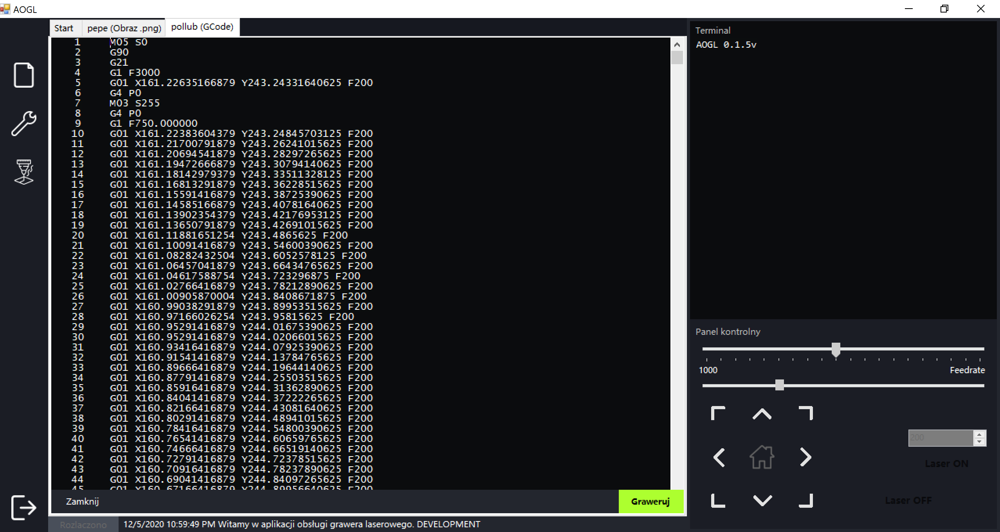 AOGL
Start
pepe (Obraz .png)
pollub (GCode)
1 M05 S0
2 G90
3 G21
4 G1 F3000
5 G01 X161.22635166879 Y243.24331640625 F200
6 G4 P0
7 M03 S255
8 G4 P0
9 G1 F750.000000
10 G01 X161.22383604379 Y243.24845703125 F200
11 G01 X161.21700791879 Y243.26241015625 F200
12 G01 X161.20694541879 Y243.28297265625 F200
13 G01 X161.19472666879 Y243.30794140625 F200
14 G01 X161.18142979379 Y243.33511328125 F200
15 G01 X161.16813291879 Y243.36228515625 F200
16 G01 X161.15591416879 Y243.38725390625 F200
17 G01 X161.14585166879 Y243.40781640625 F200
18 G01 X161.13902354379 Y243.42176953125 F200
19 G01 X161.13650791879 Y243.42691015625 F200
20 G01 X161.11881651254 Y243.4865625 F200
21 G01 X161.10091416879 Y243.54600390625 F200
22 G01 X161.08282432504 Y243.6052578125 F200
23 G01 X161.06457041879 Y243.66434765625 F200
24 G01 X161.04617588754 Y243.723296875 F200
25 G01 X161.02766416879 Y243.78212890625 F200
26 G01 X161.00905870004 Y243.8408671875 F200
27 G01 X160.99038291879 Y243.89953515625 F200
28 G01 X160.97166026254 Y243.95815625 F200
29 G01 X160.95291416879 Y244.01675390625 F200
30 G01 X160.95291416879 Y244.02066015625 F200
31 G01 X160.93416416879 Y244.07925390625 F200
32 G01 X160.91541416879 Y244.13784765625 F200
33 G01 X160.89666416879 Y244.19644140625 F200
34 G01 X160.87791416879 Y244.25503515625 F200
35 G01 X160.85916416879 Y244.31362890625 F200
36 G01 X160.84041416879 Y244.37222265625 F200
37 G01 X160.82166416879 Y244.43081640625 F200
38 G01 X160.80291416879 Y244.48941015625 F200
39 G01 X160.78416416879 Y244.54800390625 F200
40 G01 X160.76541416879 Y244.60659765625 F200
41 G01 X160.74666416879 Y244.66519140625 F200
42 G01 X160.72791416879 Y244.72378515625 F200
43 G01 X160.70916416879 Y244.78237890625 F200
44 G01 X160.69041416879 Y244.84097265625 F200
45 G01 X160.67166416879 Y244.89956640625 F200
Zamknij
Graweruj
Rozlaczono
12/5/2020 10:59:49 PM Witamy w aplikacji obsługi grawera laserowego. DEVELOPMENT
Terminal
AOGL 0.1.5v
Panel kontrolny
1000
Feedrate
200
Laser ON
Laser OFF